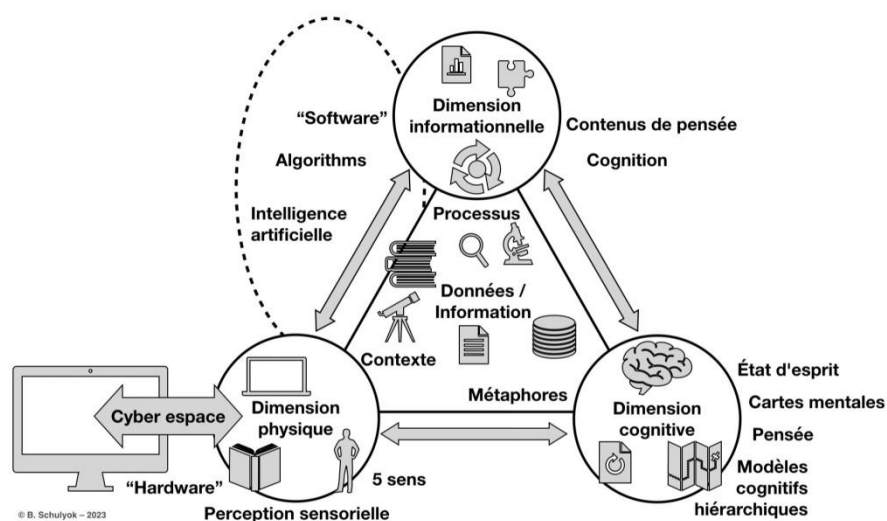 Dimension
informationnelle
“Software”
Algorithms
Intelligence
artificielle
Contenus de pensée
Cognition
Processus
Données /
Information
Contexte
Métaphores
Cyber espace
Dimension
physique
“Hardware”
5 sens
Perception sensorielle
Dimension
cognitive
État d'esprit
Cartes mentales
Pensée
Modèles
cognitifs
hiérarchiques
© B. Schulyok – 2023